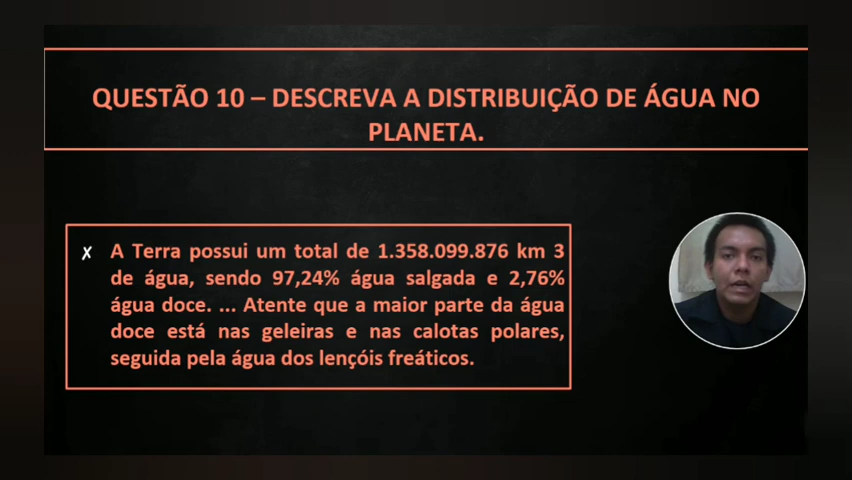 QUESTÃO 10 – DESCREVA A DISTRIBUIÇÃO DE ÁGUA NO
PLANETA.
✗ A Terra possui um total de 1.358.099.876 km 3
de água, sendo 97,24% água salgada e 2,76%
água doce. ... Atente que a maior parte da água
doce está nas geleiras e nas calotas polares,
seguida pela água dos lençóis freáticos.